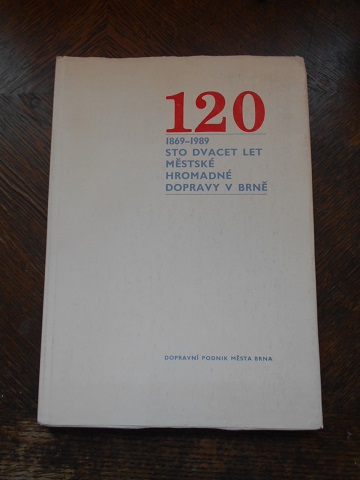 120
1869–1989
STO DVACET LET
MĚSTSKÉ
HROMADNÉ
DOPRAVY V BRNĚ
DOPRAVNÍ PODNIK MĚSTA BRNA